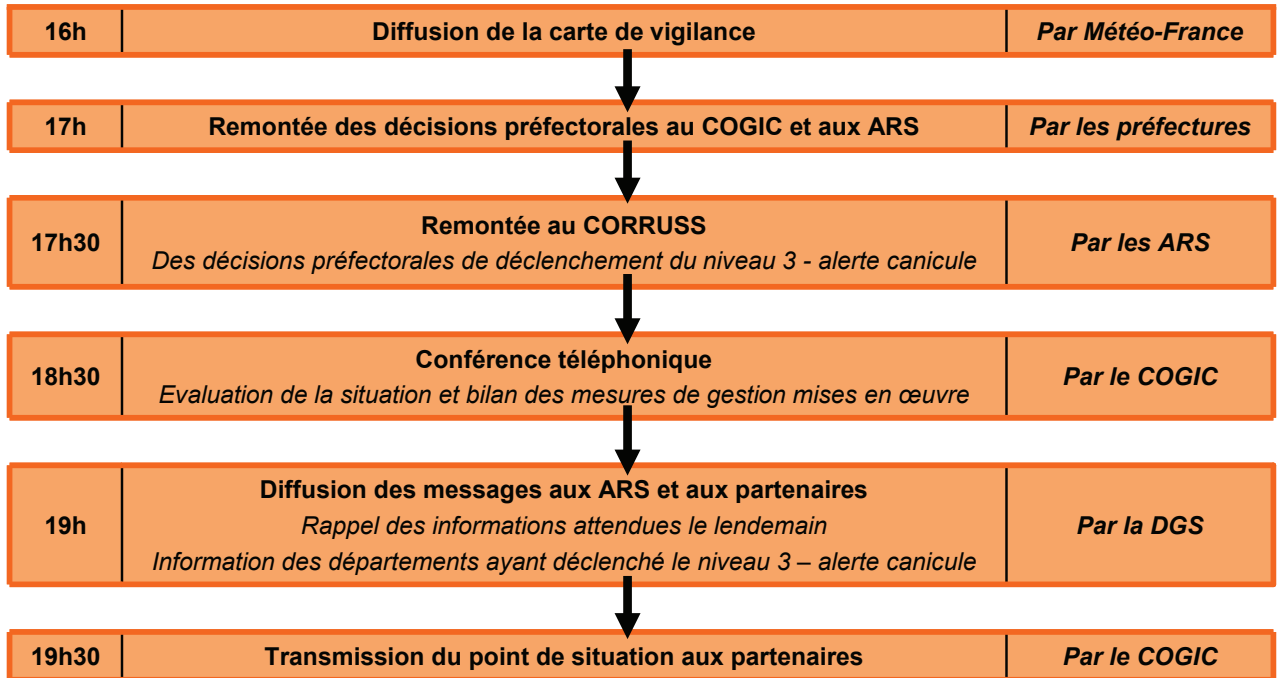 16h Diffusion de la carte de vigilance Par Météo-France
17h Remontée des décisions préfectorales au COGIC et aux ARS Par les préfectures
Remontée au CORRUSS
17h30 Par les ARS
Des décisions préfectorales de déclenchement du niveau 3 - alerte canicule
Conférence téléphonique
18h30 Par le COGIC
Evaluation de la situation et bilan des mesures de gestion mises en œuvre
Diffusion des messages aux ARS et aux partenaires
19h Rappel des informations attendues le lendemain Par la DGS
Information des départements ayant déclenché le niveau 3 – alerte canicule
19h30 Transmission du point de situation aux partenaires Par le COGIC